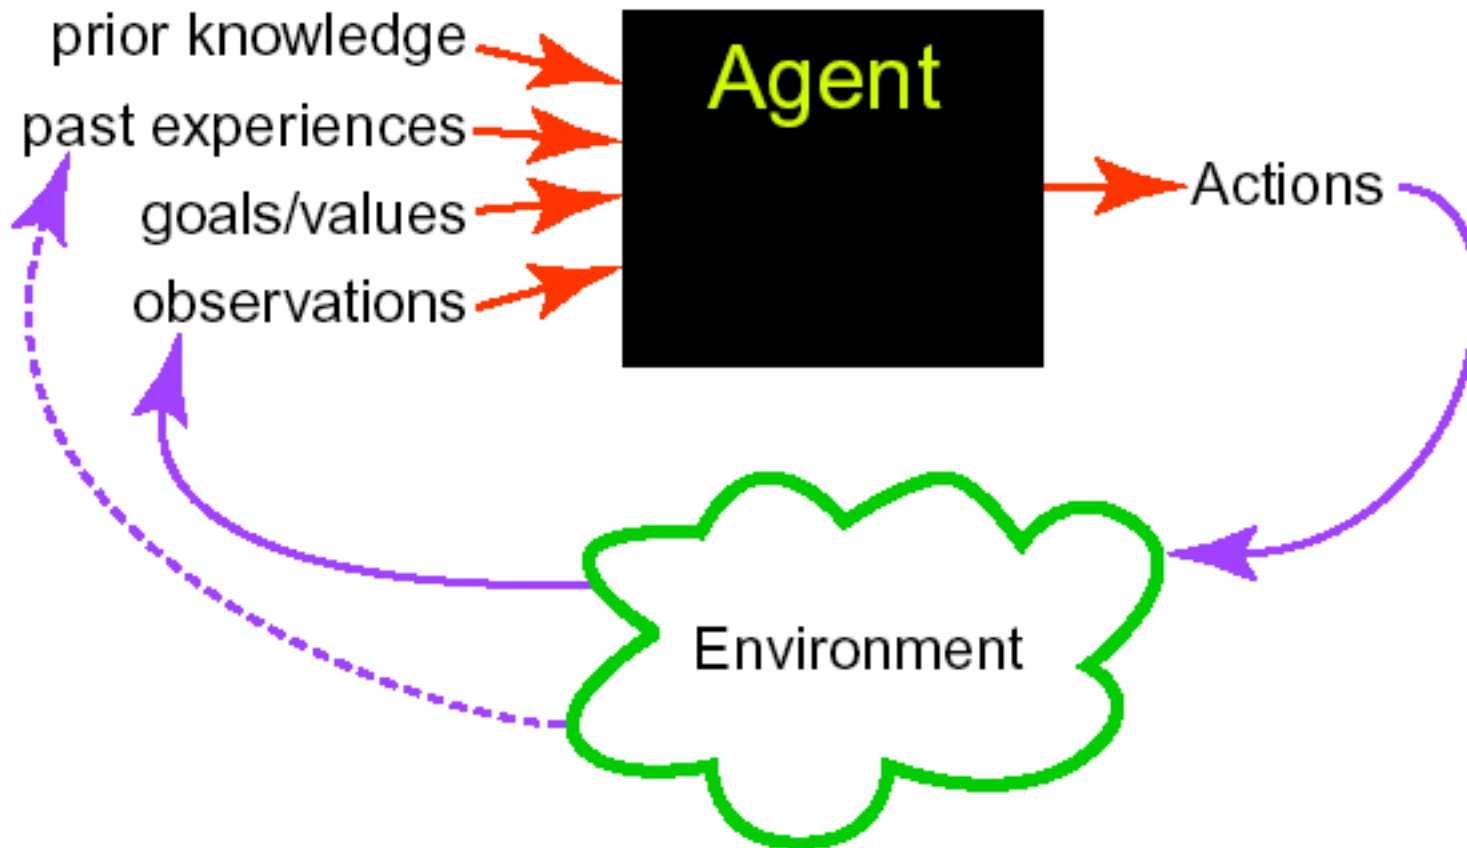 prior knowledge
past experiences
goals/values
observations
Agent
Actions
Environment